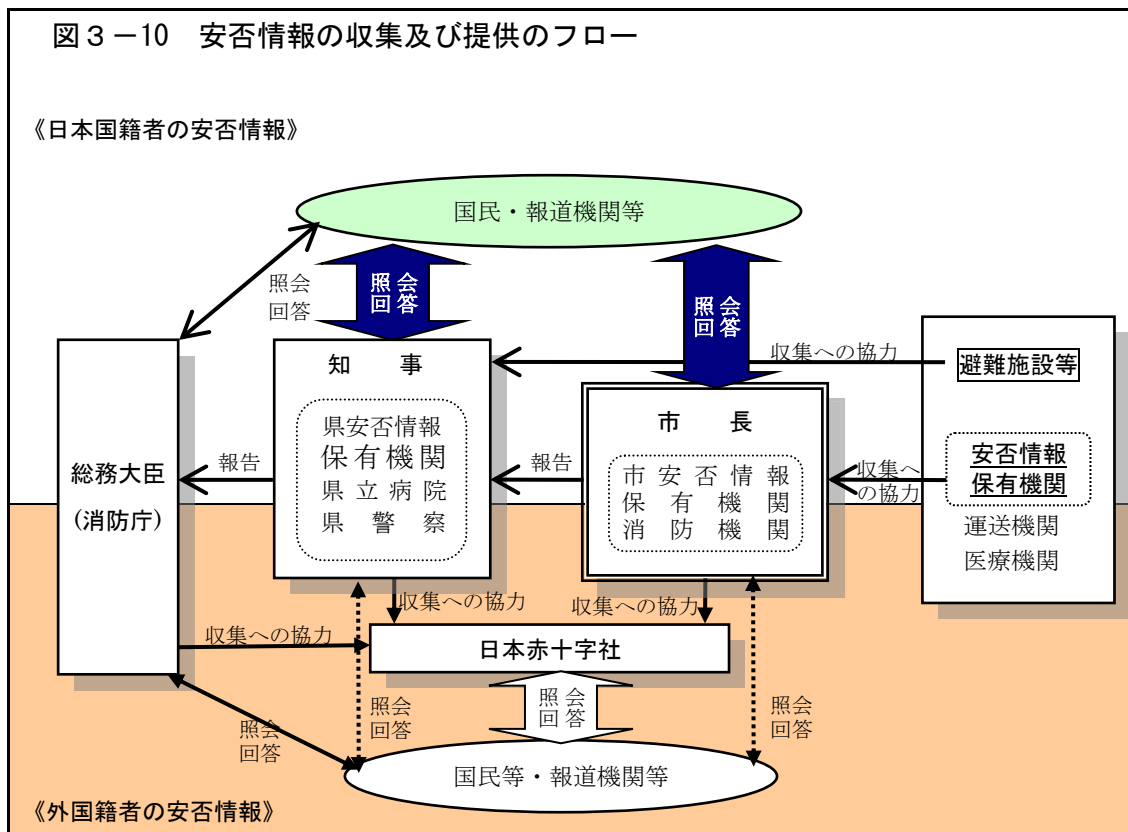 図3-10 安否情報の収集及び提供のフロー
《日本国籍者の安否情報》
国民・報道機関等
照会
回答
照会
回答
照会
回答
知 事
県安否情報
保有機関
県立病院
県警察
収集への協力
避難施設等
市 長
市安否情報
保有機関
消防機関
安否情報
保有機関
運送機関
医療機関
収集へ
の協力
総務大臣
(消防庁)
報告
報告
収集への協力
収集への協力
収集への協力
日本赤十字社
照会
回答
照会
回答
照会
回答
照会
回答
国民等・報道機関等
《外国籍者の安否情報》